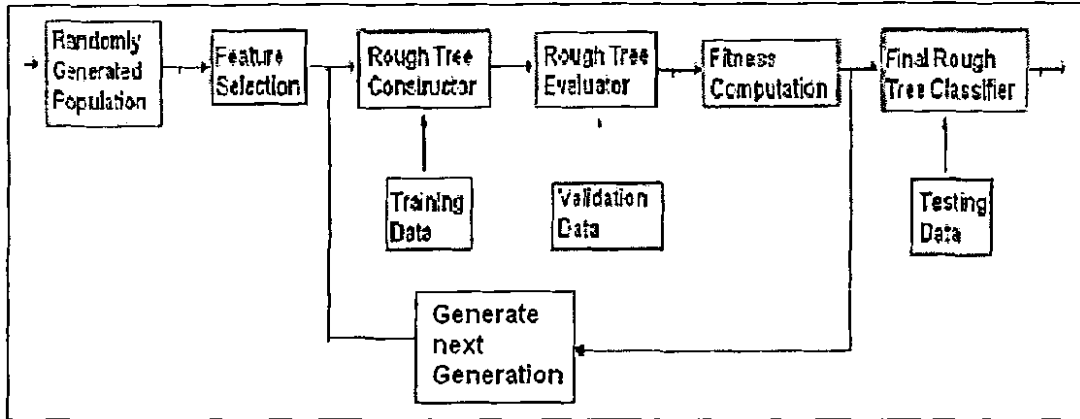 Randomly
Generated
Population
Feature
Selection
Rough Tree
Constructor
Rough Tree
Evaluator
Fitness
Computation
Final Rough
Tree Classifier
Training
Data
Validation
Data
Testing
Data
Generate
next
Generation